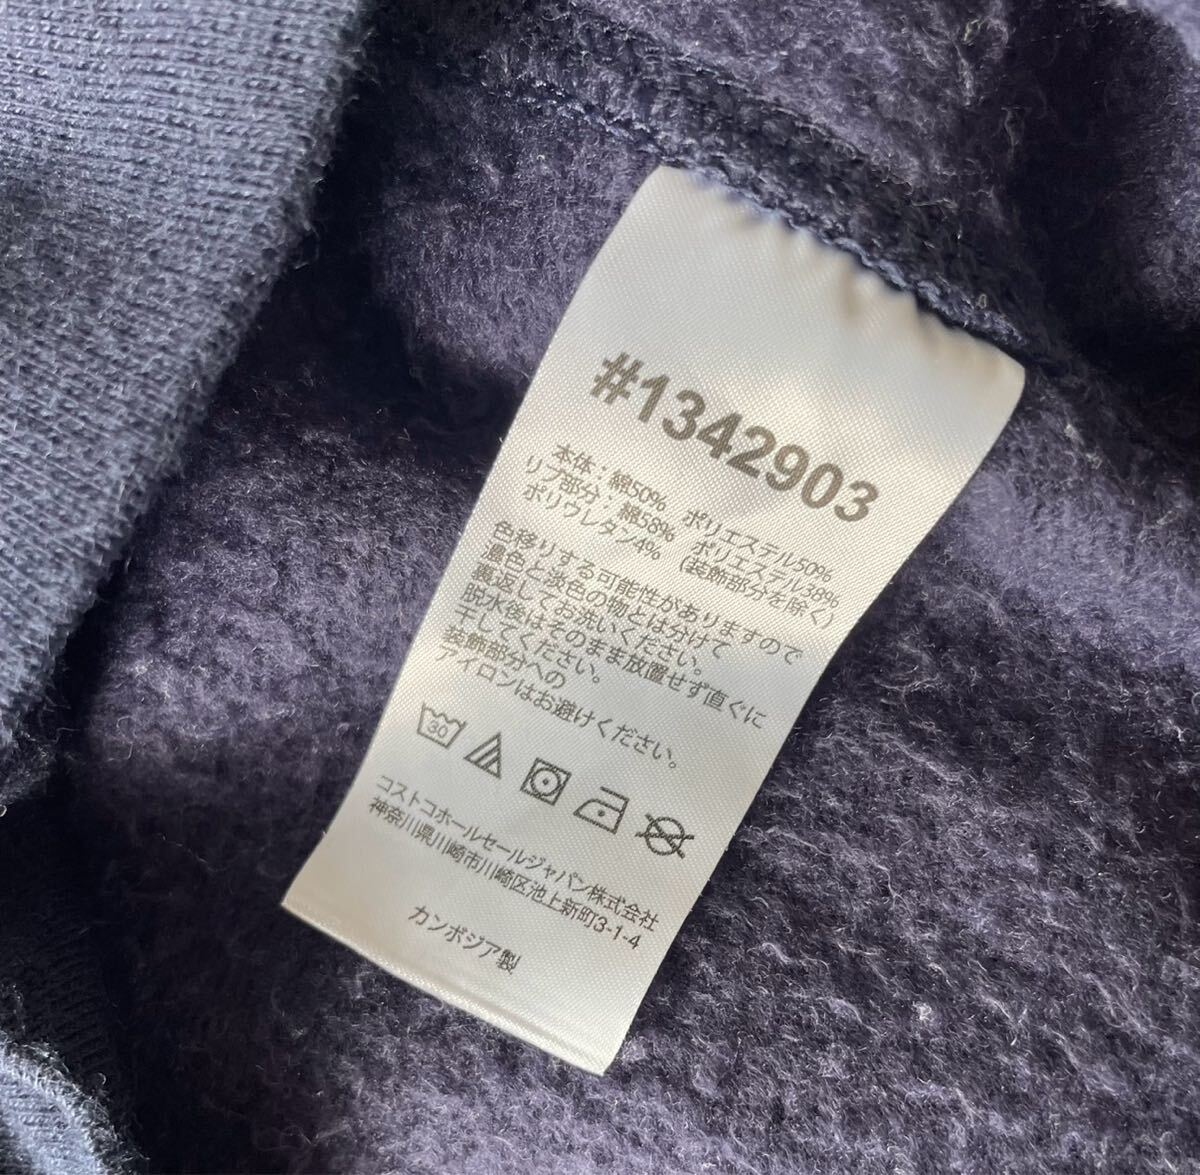 #1342903
本体：綿50%　ポリエステル50%
リブ部分：綿58%　ポリエステル38%
ポリウレタン4%　(装飾部分を除く)
色移りする可能性がありますので
濃色と淡色の物とは分けて
裏返してお洗いください。
脱水後はそのまま放置せず直ぐに
干してください。
装飾部分への
アイロンはお避けください。
30
コストコホールセールジャパン株式会社
神奈川県川崎市川崎区池上新町3-1-4
カンボジア製